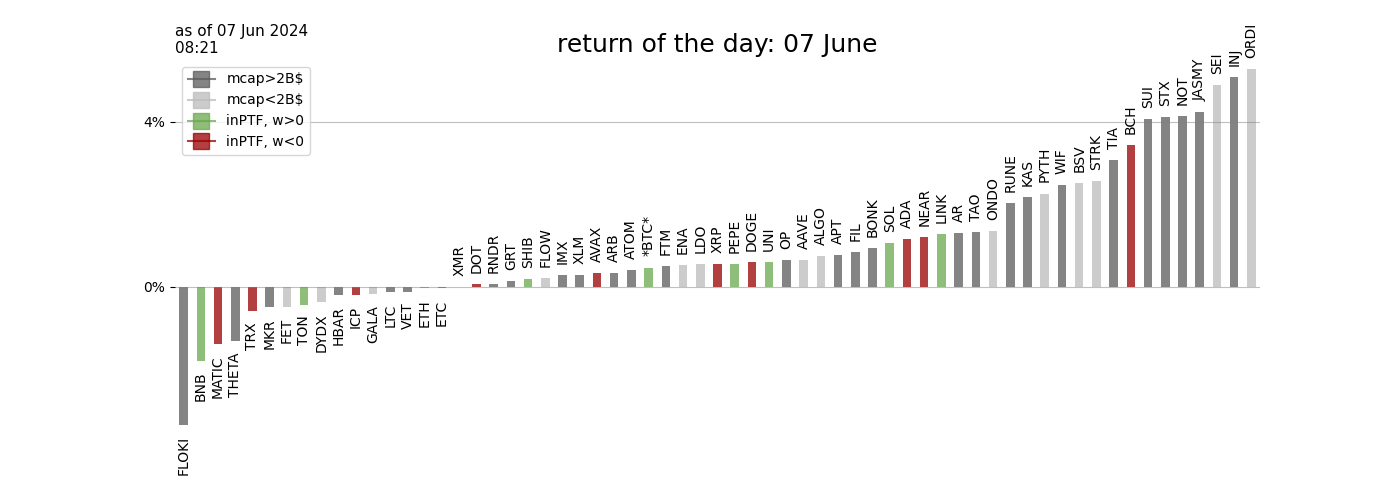 as of 07 Jun 2024
08:21
return of the day: 07 June
mcap>2B$
mcap<2B$
inPTF, w>0
inPTF, w<0
4%
0%
FLOKI
BNB
MATIC
THETA
TRX
MKR
FET
TON
DYDX
HBAR
ICP
GALA
LTC
VET
ETH
ETC
XMR
DOT
RNDR
GRT
SHIB
FLOW
IMX
XLM
AVAX
ARB
ATOM
*BTC*
FTM
ENA
LDO
XRP
PEPE
DOGE
UNI
OP
AAVE
ALGO
APT
FIL
BONK
SOL
ADA
NEAR
LINK
AR
TAO
ONDO
RUNE
KAS
PYTH
WIF
BSV
STRK
TIA
BCH
SUI
STX
NOT
JASMY
SEI
INJ
ORDI